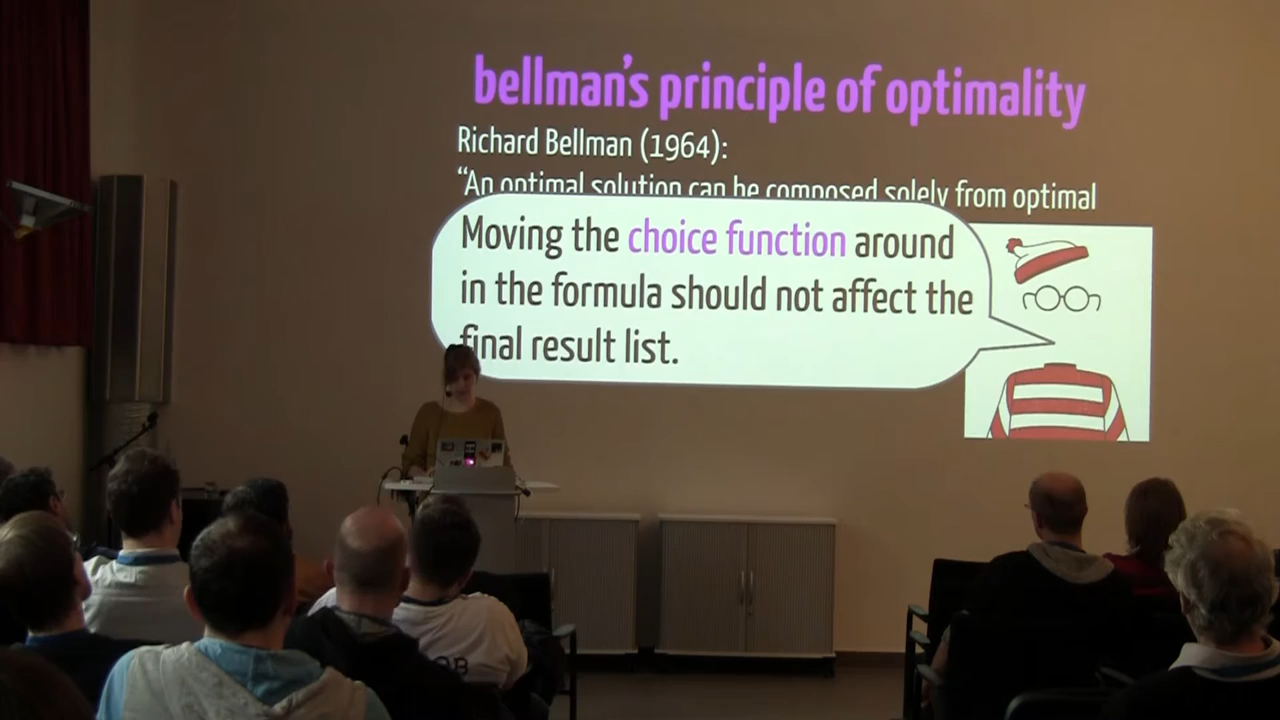 bellman's principle of optimality
Richard Bellman (1964):
“An optimal solution can be composed solely from optimal
Moving the choice function around
in the formula should not affect the
final result list.